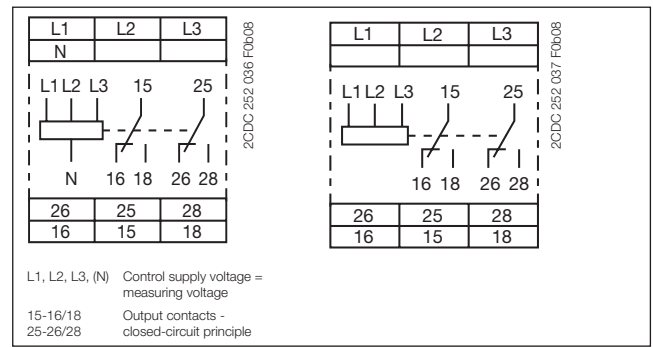 L1 L2 L3
N
L1 L2 L3 15 25
N 16 18 26 28
26 25 28
16 15 18
2CDC 252 036 F0b08
L1 L2 L3
L1 L2 L3 15 25
16 18 26 28
26 25 28
16 15 18
2CDC 252 037 F0b08
L1, L2, L3, (N) Control supply voltage =
measuring voltage
15-16/18 Output contacts -
25-26/28 closed-circuit principle